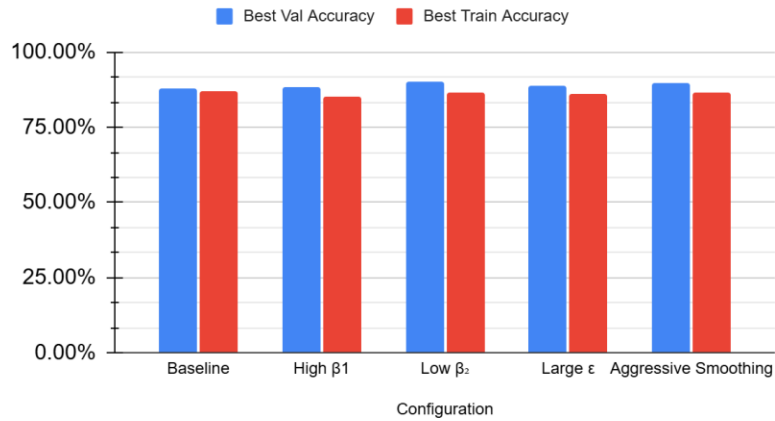 Best Val Accuracy Best Train Accuracy
100.00%
75.00%
50.00%
25.00%
0.00%
Baseline High β1 Low β₂ Large ε Aggressive Smoothing
Configuration